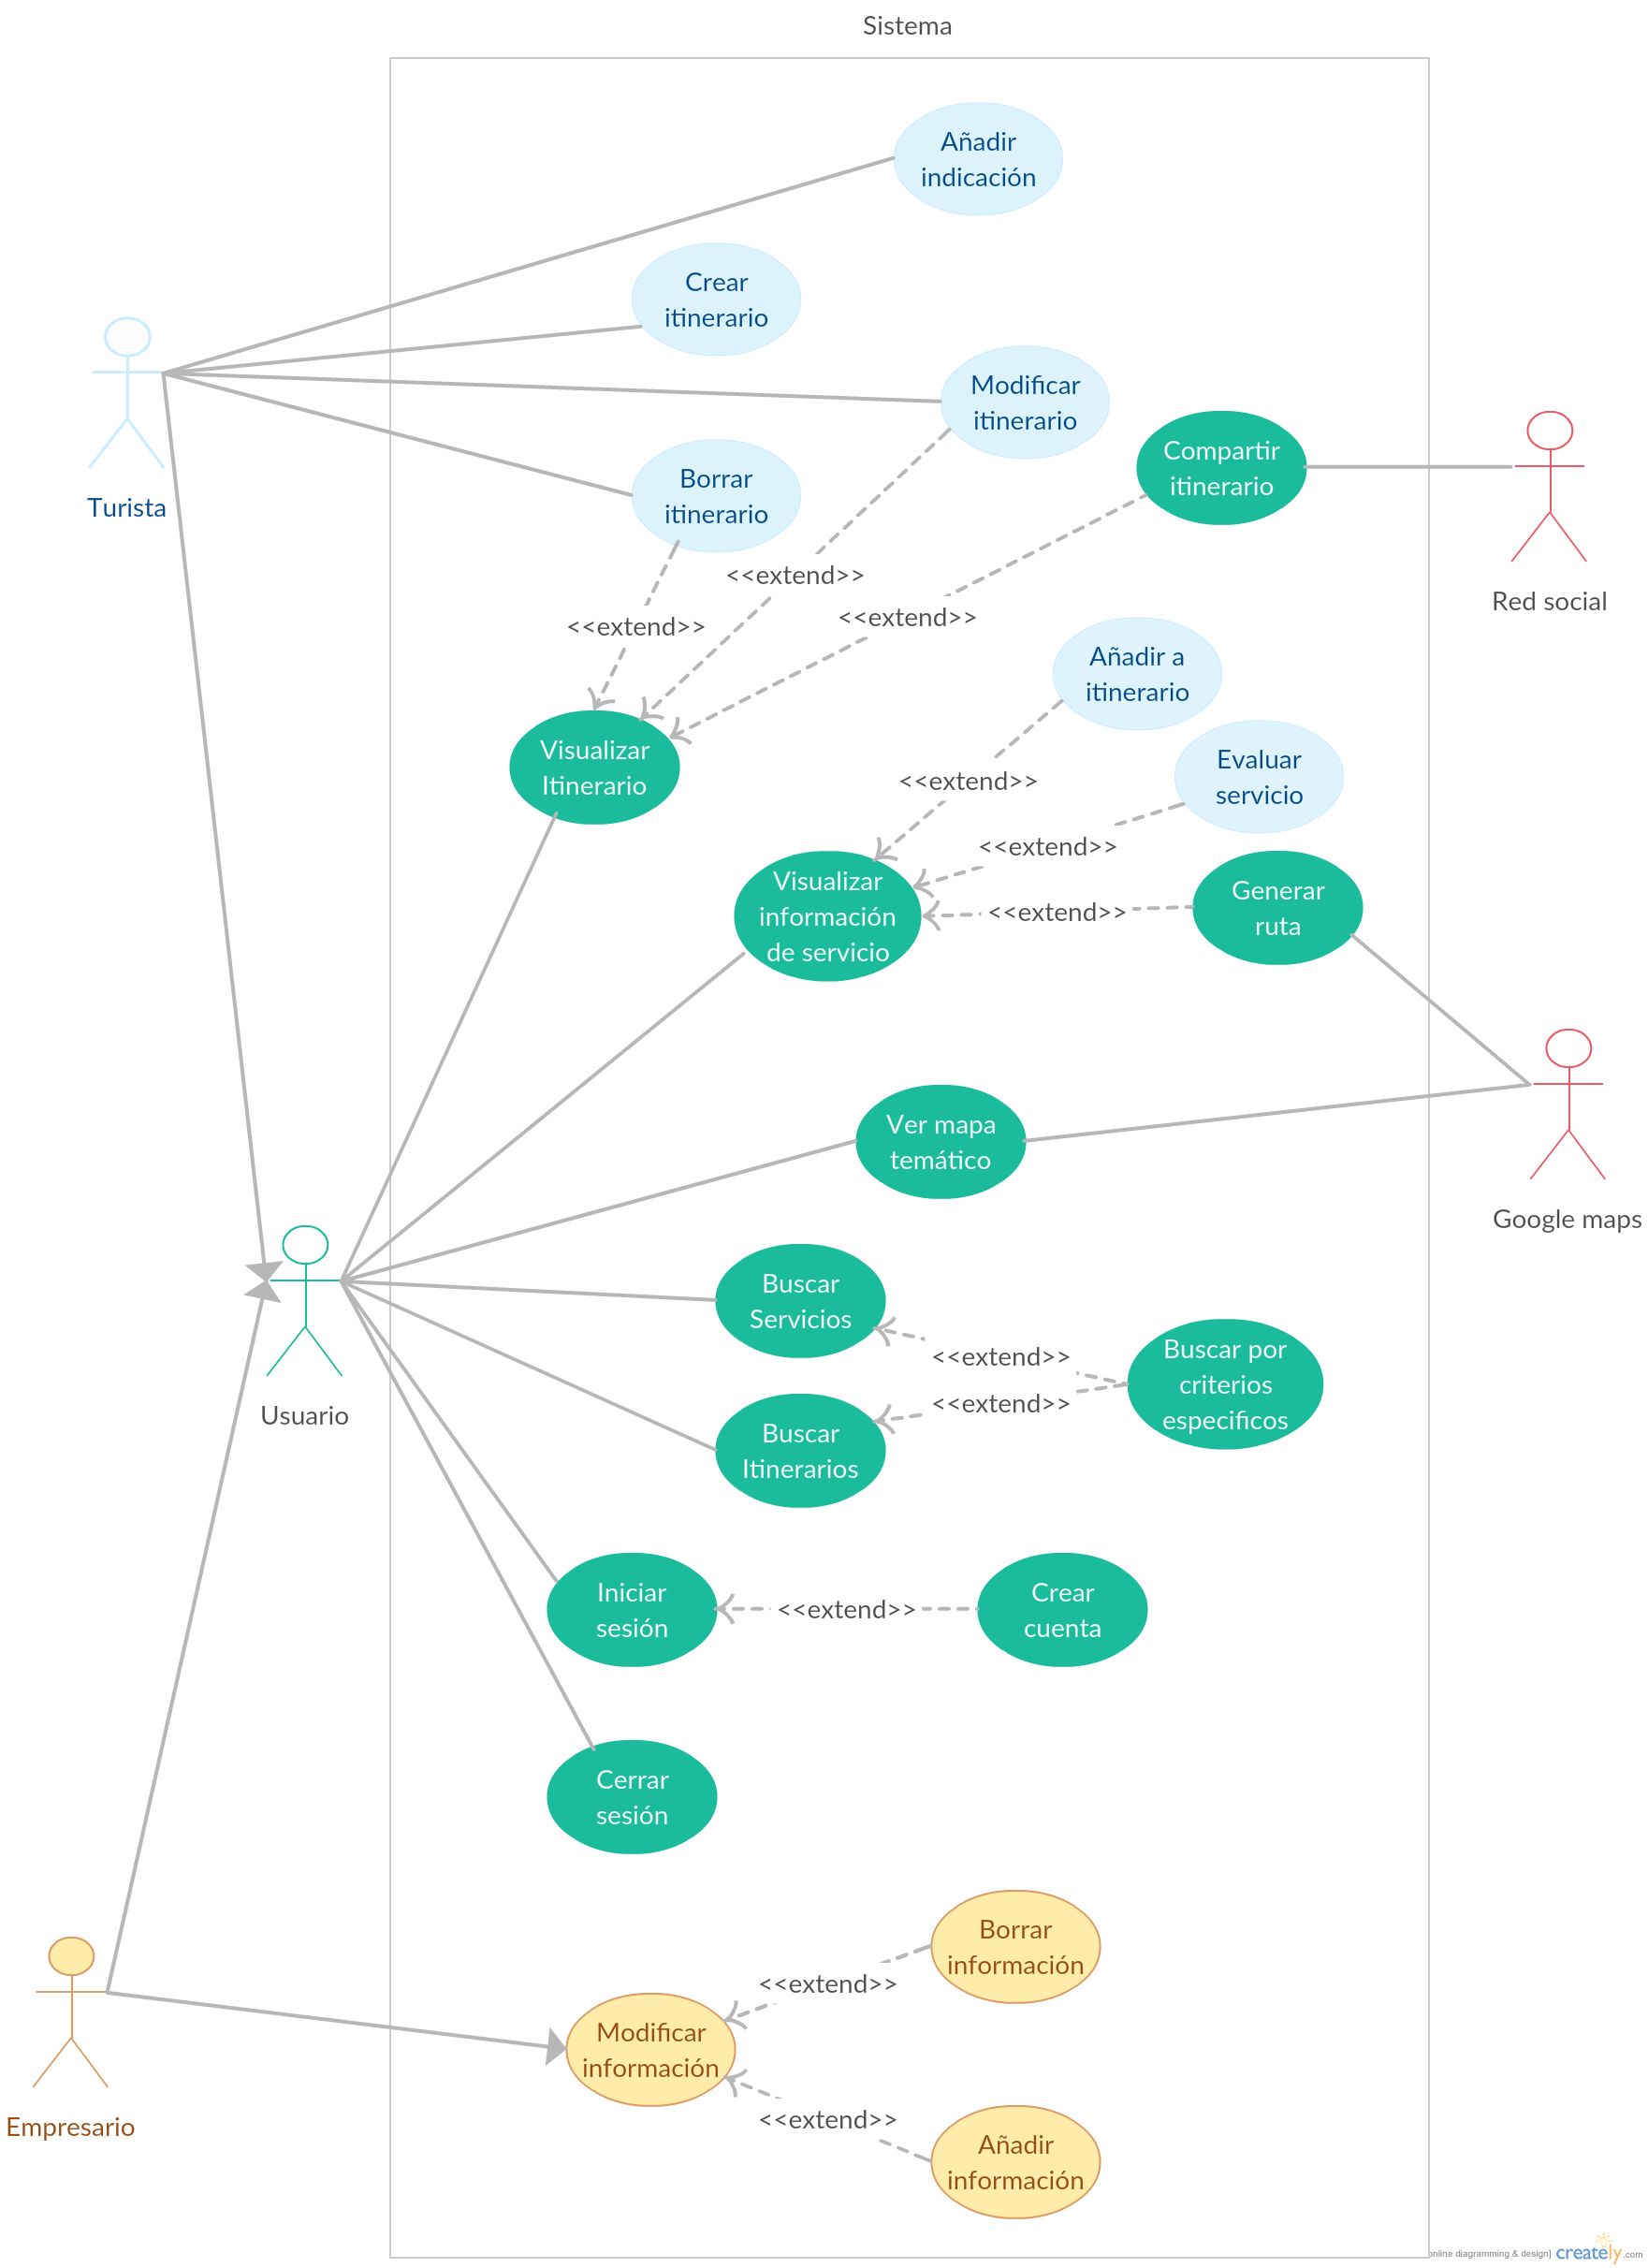 Sistema
Añadir
indicación
Crear
itinerario
Modificar
itinerario
Compartir
itinerario
Borrar
itinerario
Turista
Red social
<<extend>>
<<extend>>
<<extend>>
Añadir a
itinerario
Visualizar
Itinerario
Evaluar
servicio
<<extend>>
<<extend>>
Visualizar
información
de servicio
<<extend>>
Generar
ruta
Ver mapa
temático
Google maps
Buscar
Servicios
Usuario
<<extend>>
<<extend>>
Buscar por
criterios
especificos
Buscar
Itinerarios
Iniciar
sesión
<<extend>>
Crear
cuenta
Cerrar
sesión
Borrar
información
<<extend>>
Modificar
información
Empresario
<<extend>>
Añadir
información
online diagramming & design] creately.com